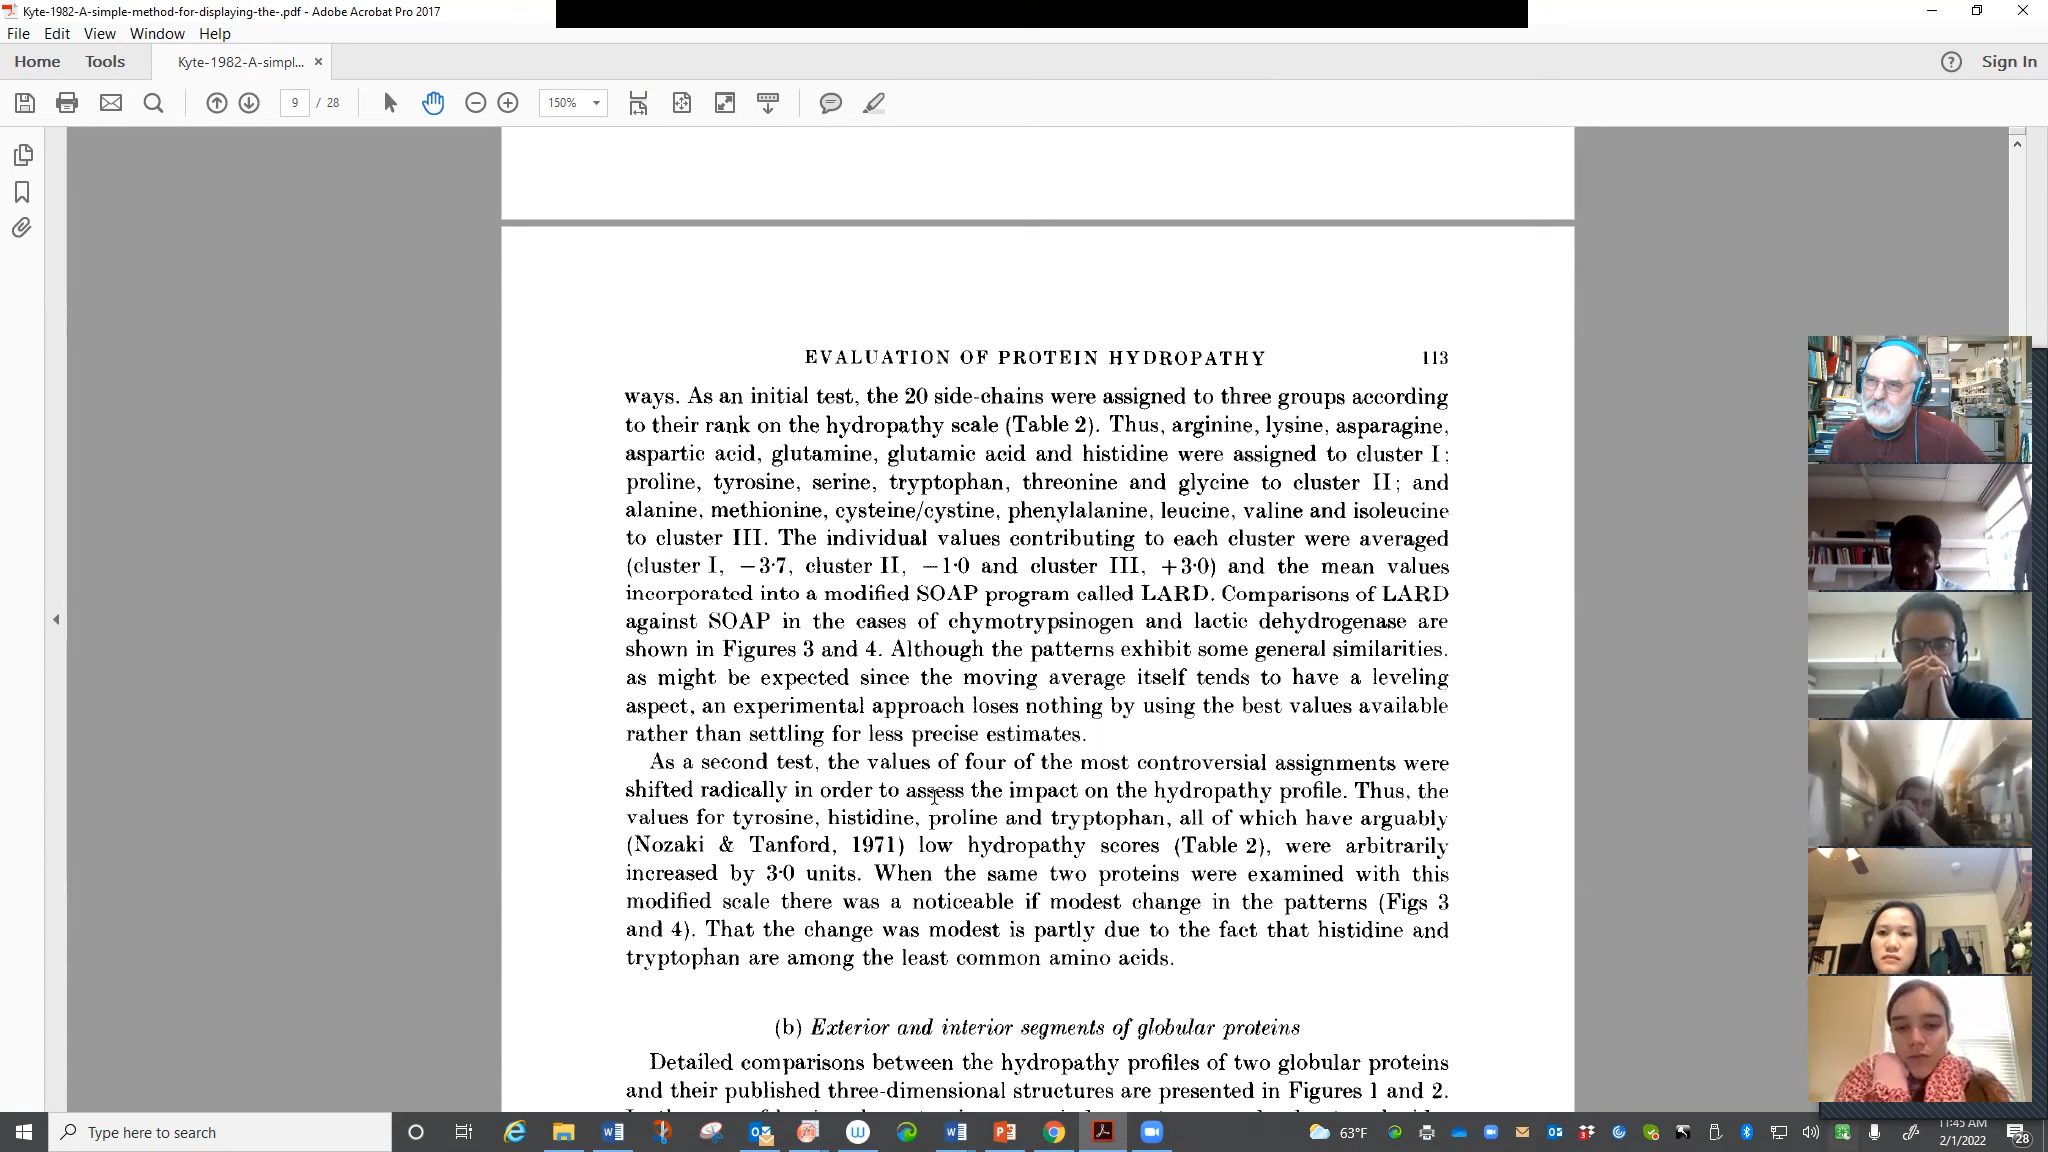 Kyte-1982-A-simple-method-for-displaying-the-.pdf - Adobe Acrobat Pro 2017
File Edit View Window Help
Home Tools Kyte-1982-A-simpl... × Sign In
9 / 28 150%
EVALUATION OF PROTEIN HYDROPATHY 113
ways. As an initial test, the 20 side-chains were assigned to three groups according
to their rank on the hydropathy scale (Table 2). Thus, arginine, lysine, asparagine,
aspartic acid, glutamine, glutamic acid and histidine were assigned to cluster I;
proline, tyrosine, serine, tryptophan, threonine and glycine to cluster II; and
alanine, methionine, cysteine/cystine, phenylalanine, leucine, valine and isoleucine
to cluster III. The individual values contributing to each cluster were averaged
(cluster I, −3·7, cluster II, −1·0 and cluster III, +3·0) and the mean values
incorporated into a modified SOAP program called LARD. Comparisons of LARD
against SOAP in the cases of chymotrypsinogen and lactic dehydrogenase are
shown in Figures 3 and 4. Although the patterns exhibit some general similarities.
as might be expected since the moving average itself tends to have a leveling
aspect, an experimental approach loses nothing by using the best values available
rather than settling for less precise estimates.
As a second test, the values of four of the most controversial assignments were
shifted radically in order to assess the impact on the hydropathy profile. Thus, the
values for tyrosine, histidine, proline and tryptophan, all of which have arguably
(Nozaki & Tanford, 1971) low hydropathy scores (Table 2), were arbitrarily
increased by 3·0 units. When the same two proteins were examined with this
modified scale there was a noticeable if modest change in the patterns (Figs 3
and 4). That the change was modest is partly due to the fact that histidine and
tryptophan are among the least common amino acids.
(b) Exterior and interior segments of globular proteins
Detailed comparisons between the hydropathy profiles of two globular proteins
and their published three-dimensional structures are presented in Figures 1 and 2.
Type here to search
63°F
11:45 AM
2/1/2022
28